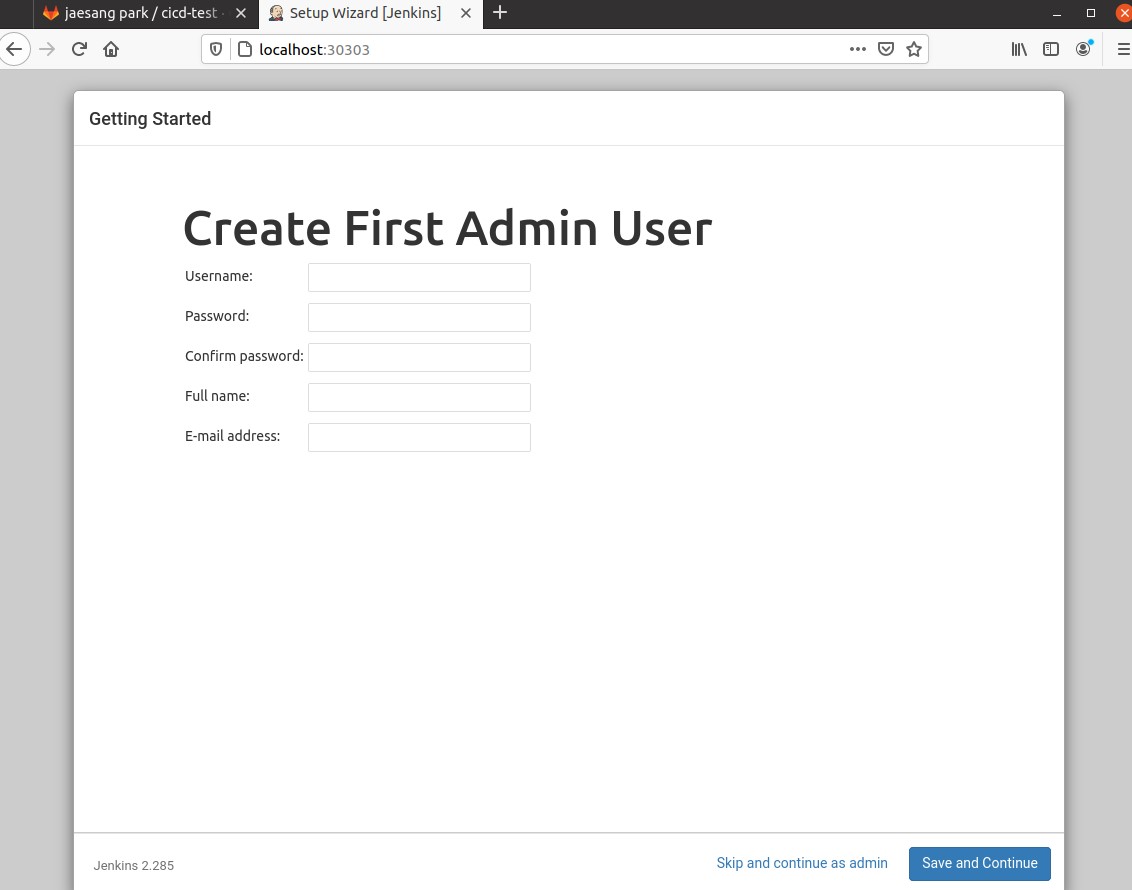 jaesang park / cicd-test ·
Setup Wizard [Jenkins]
localhost:30303
Getting Started
Create First Admin User
Username:
Password:
Confirm password:
Full name:
E-mail address:
Jenkins 2.285
Skip and continue as admin
Save and Continue